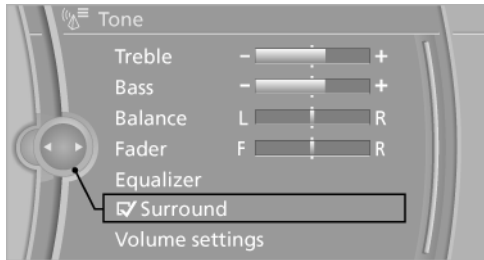 Tone
Treble - +
Bass - +
Balance L R
Fader F R
Equalizer
Surround
Volume settings